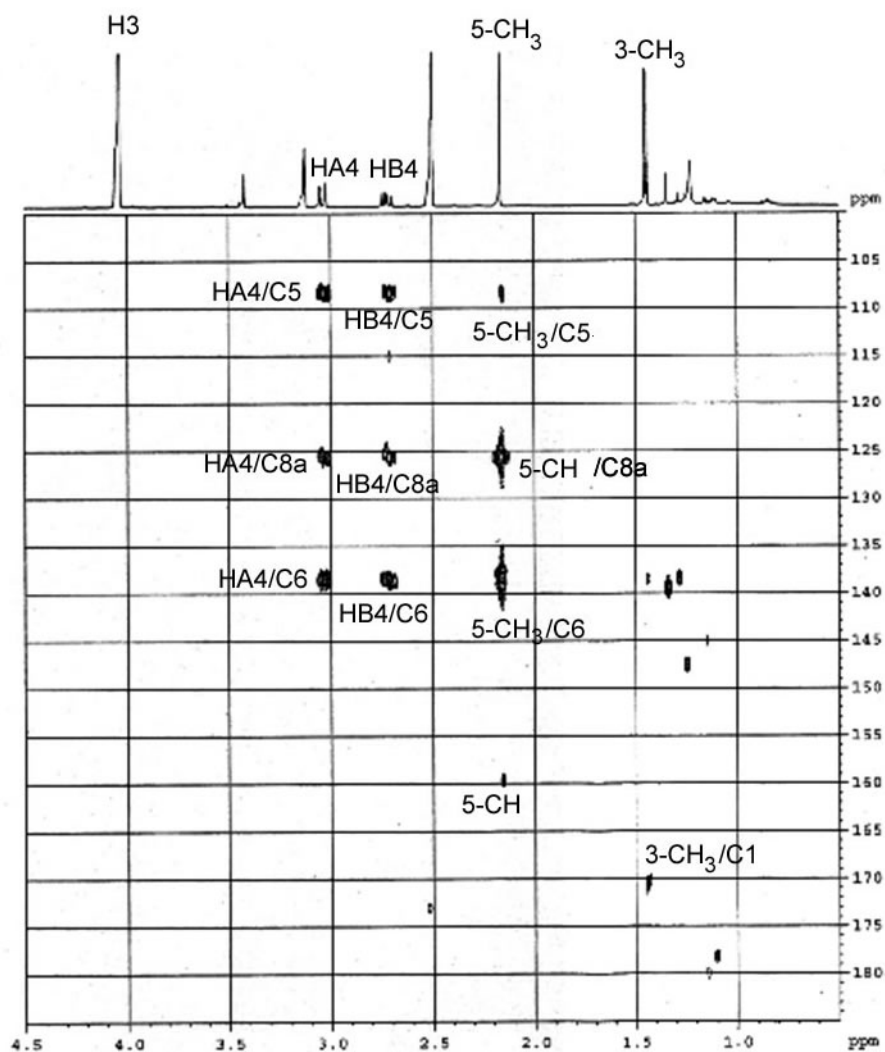 H3
5-CH₃
3-CH₃
HA4 HB4
ppm
105
HA4/C5
HB4/C5
110
5-CH₃/C5
115
120
125
HA4/C8a
5-CH /C8a
HB4/C8a
130
135
HA4/C6
140
HB4/C6
5-CH₃/C6
145
150
155
160
5-CH
165
3-CH₃/C1
170
175
180
4.5 4.0 3.5 3.0 2.5 2.0 1.5 1.0 ppm